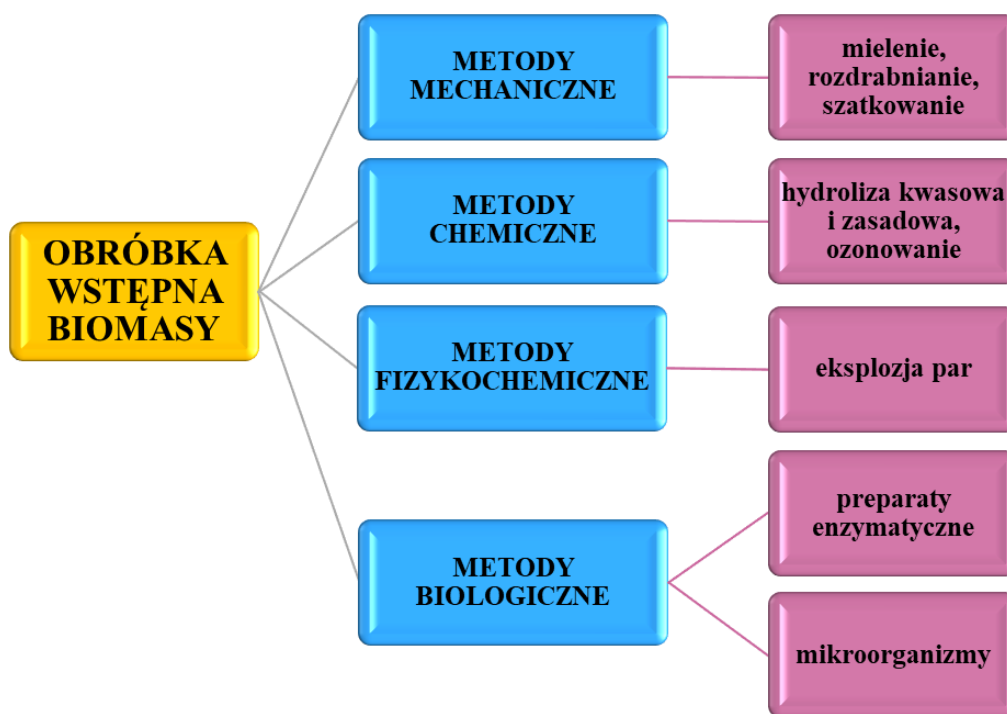 OBRÓBKA
WSTĘPNA
BIOMASY
METODY
MECHANICZNE
mielenie,
rozdrabnianie,
szatkowanie
METODY
CHEMICZNE
hydroliza kwasowa
i zasadowa,
ozonowanie
METODY
FIZYKOCHEMICZNE
eksplozja par
METODY
BIOLOGICZNE
preparaty
enzymatyczne
mikroorganizmy